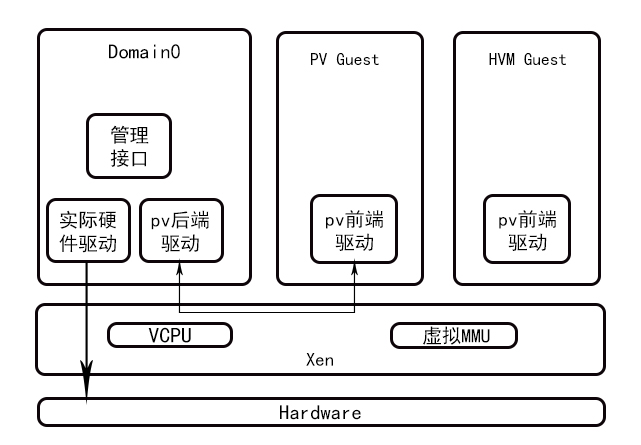 Domain0
PV Guest
HVM Guest
管理
接口
实际硬
件驱动
pv后端
驱动
pv前端
驱动
pv前端
驱动
VCPU
虚拟MMU
Xen
Hardware